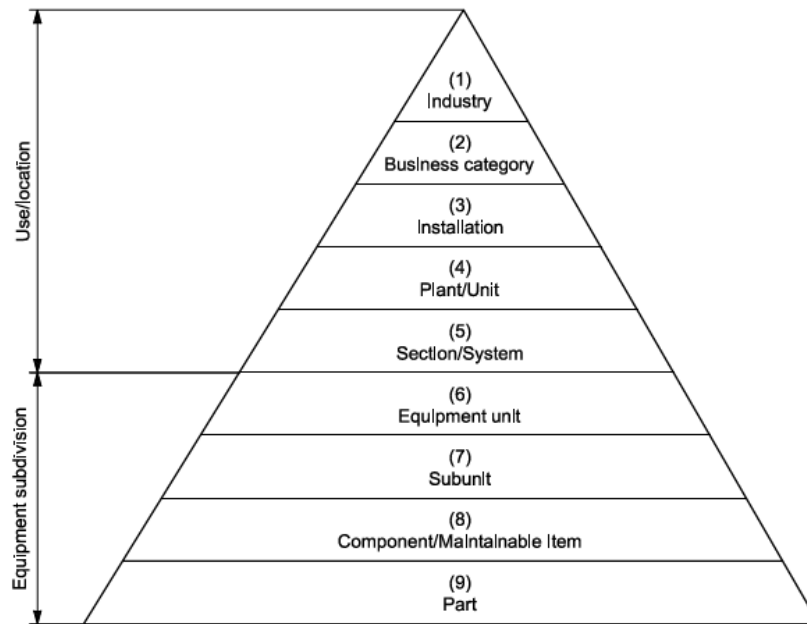 (1)
Industry
(2)
Business category
(3)
Installation
(4)
Plant/Unit
(5)
Section/System
(6)
Equipment unit
(7)
Subunit
(8)
Component/Maintainable Item
(9)
Part
Use/location
Equipment subdivision